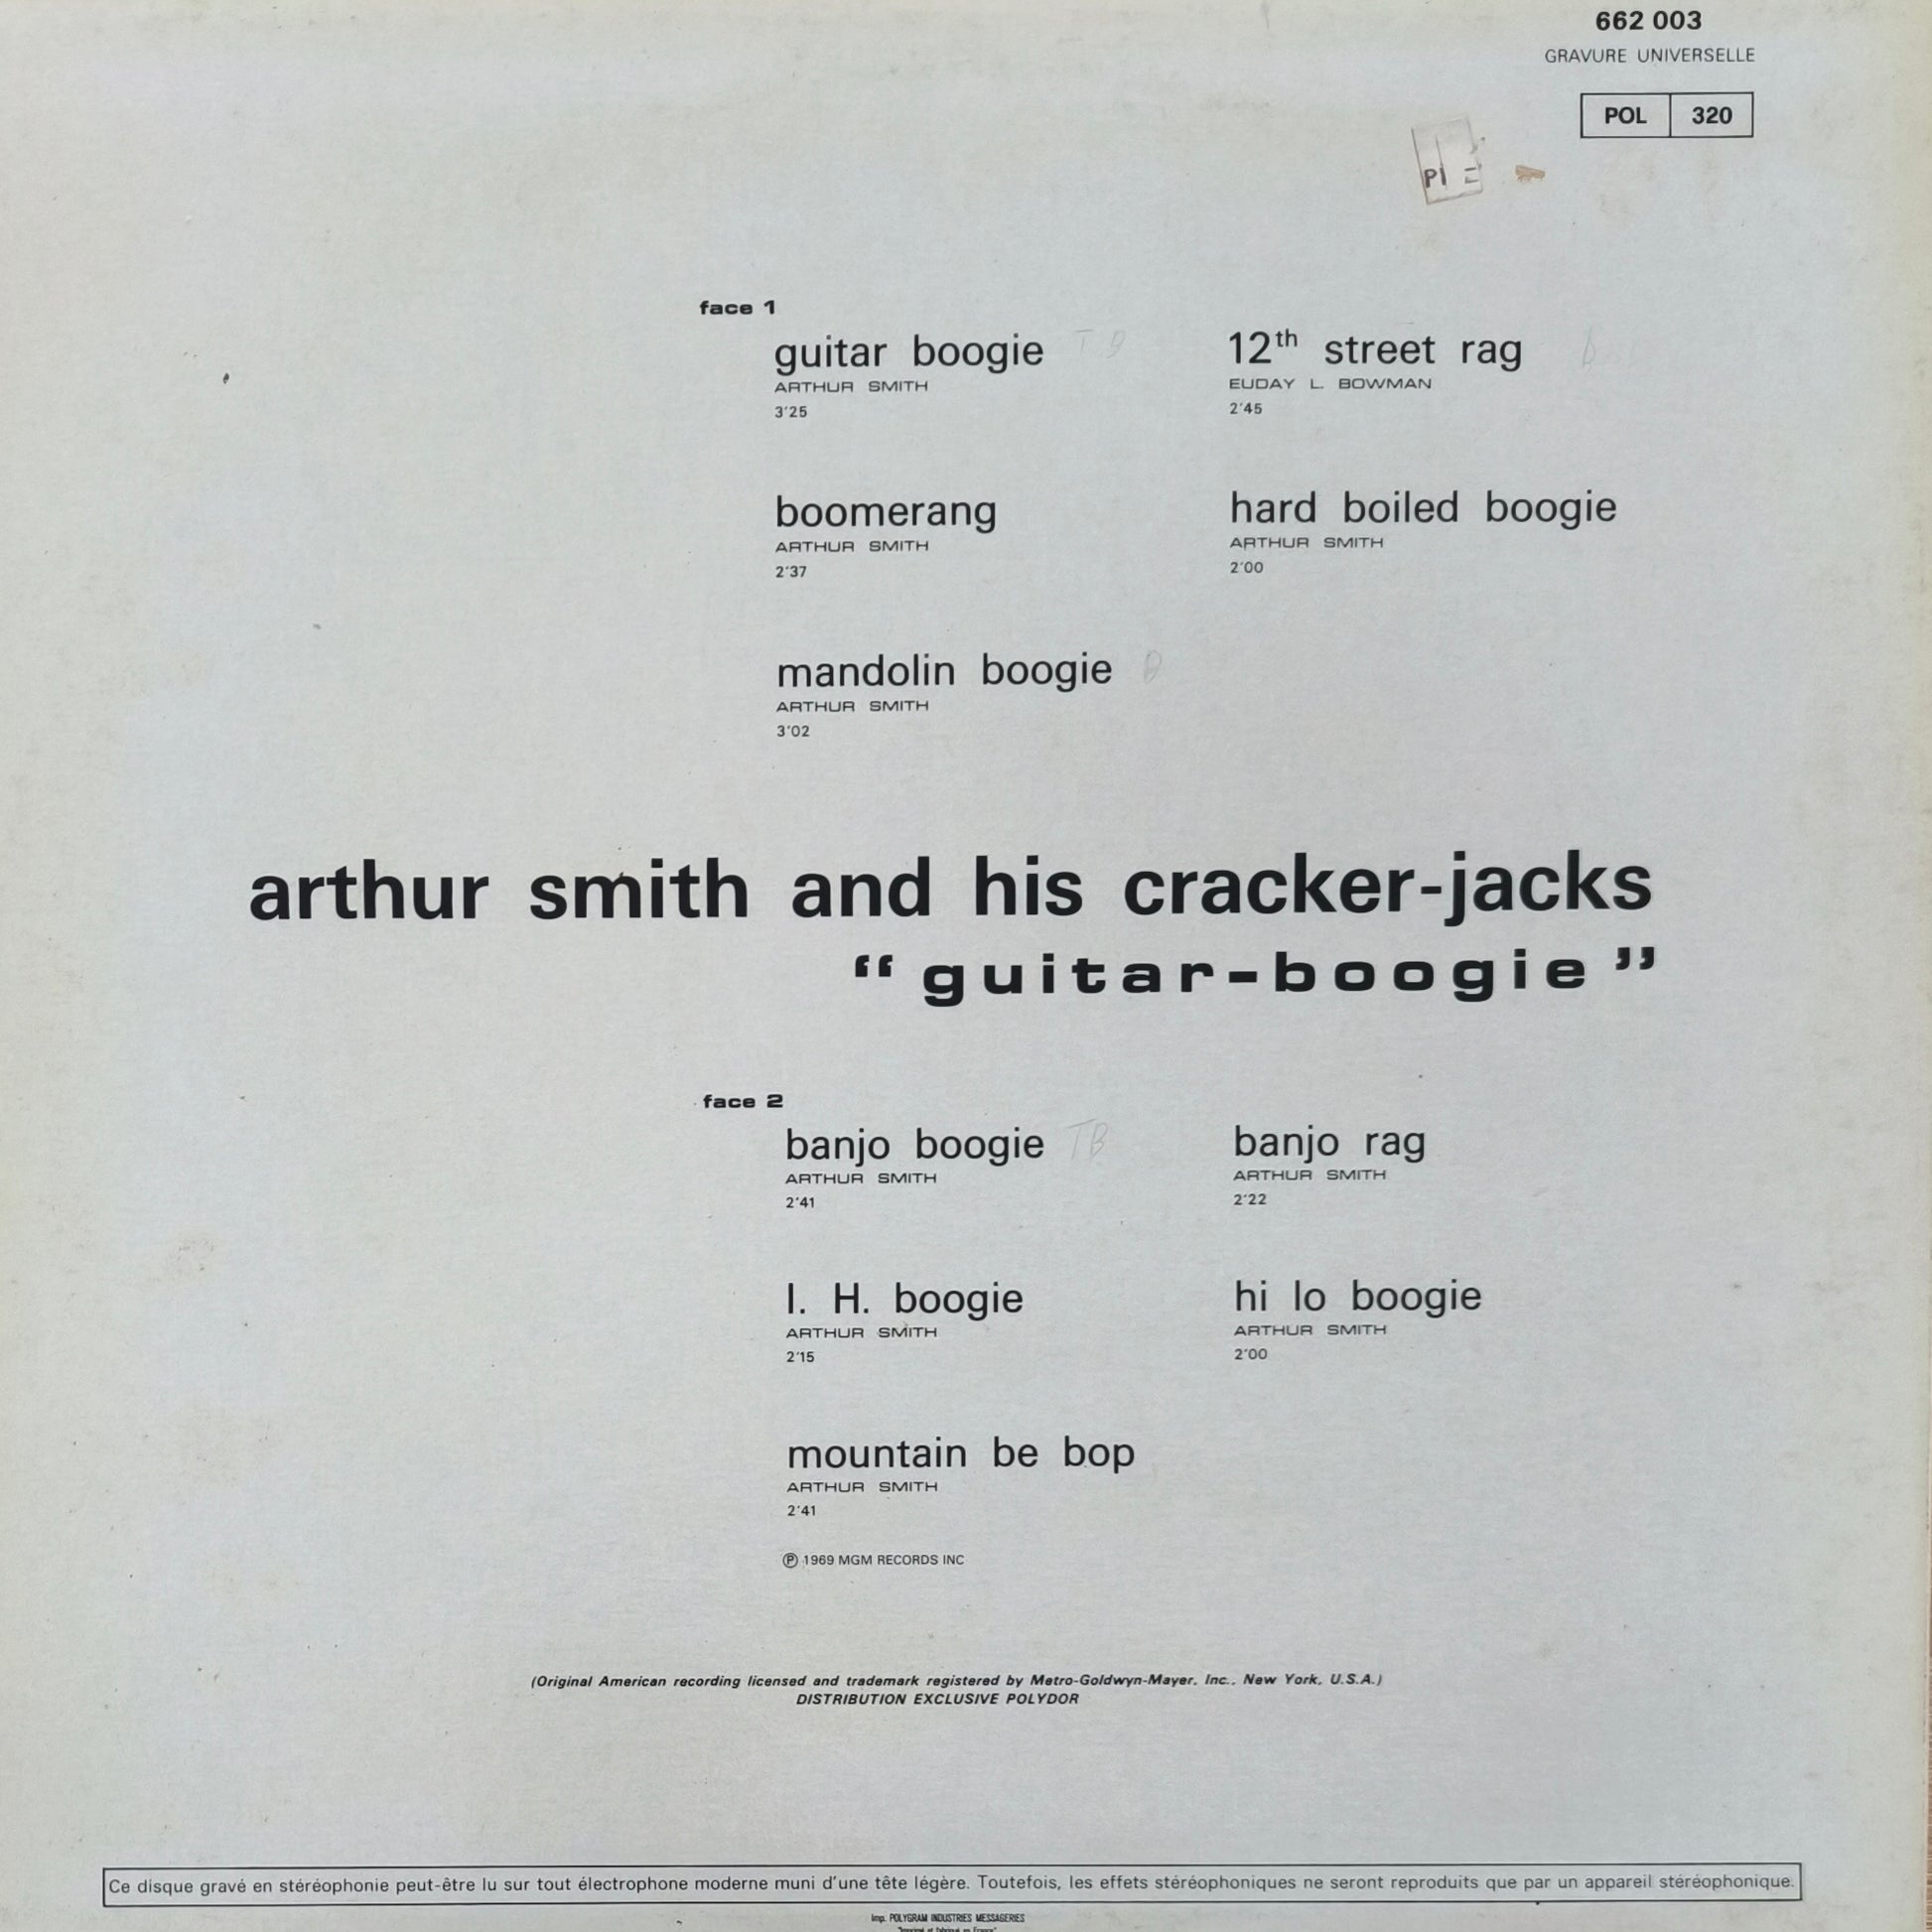 662 003
GRAVURE UNIVERSELLE
POL 320
face 1
guitar boogie TB
ARTHUR SMITH
3'25
boomerang
ARTHUR SMITH
2'37
mandolin boogie
ARTHUR SMITH
3'02
12th street rag
EUDAY L. BOWMAN
2'45
hard boiled boogie
ARTHUR SMITH
2'00
arthur smith and his cracker-jacks
“guitar-boogie”
face 2
banjo boogie TB
ARTHUR SMITH
2'41
I. H. boogie
ARTHUR SMITH
2'15
mountain be bop
ARTHUR SMITH
2'41
banjo rag
ARTHUR SMITH
2'22
hi lo boogie
ARTHUR SMITH
2'00
℗ 1969 MGM RECORDS INC
(Original American recording licensed and trademark registered by Metro-Goldwyn-Mayer, Inc., New York, U.S.A.)
DISTRIBUTION EXCLUSIVE POLYDOR
Ce disque gravé en stéréophonie peut-être lu sur tout électrophone moderne muni d'une tête légère. Toutefois, les effets stéréophoniques ne seront reproduits que par un appareil stéréophonique.
Imp. POLYGRAM INDUSTRIES MESSAGERIES
"Imprimé et fabriqué en France"